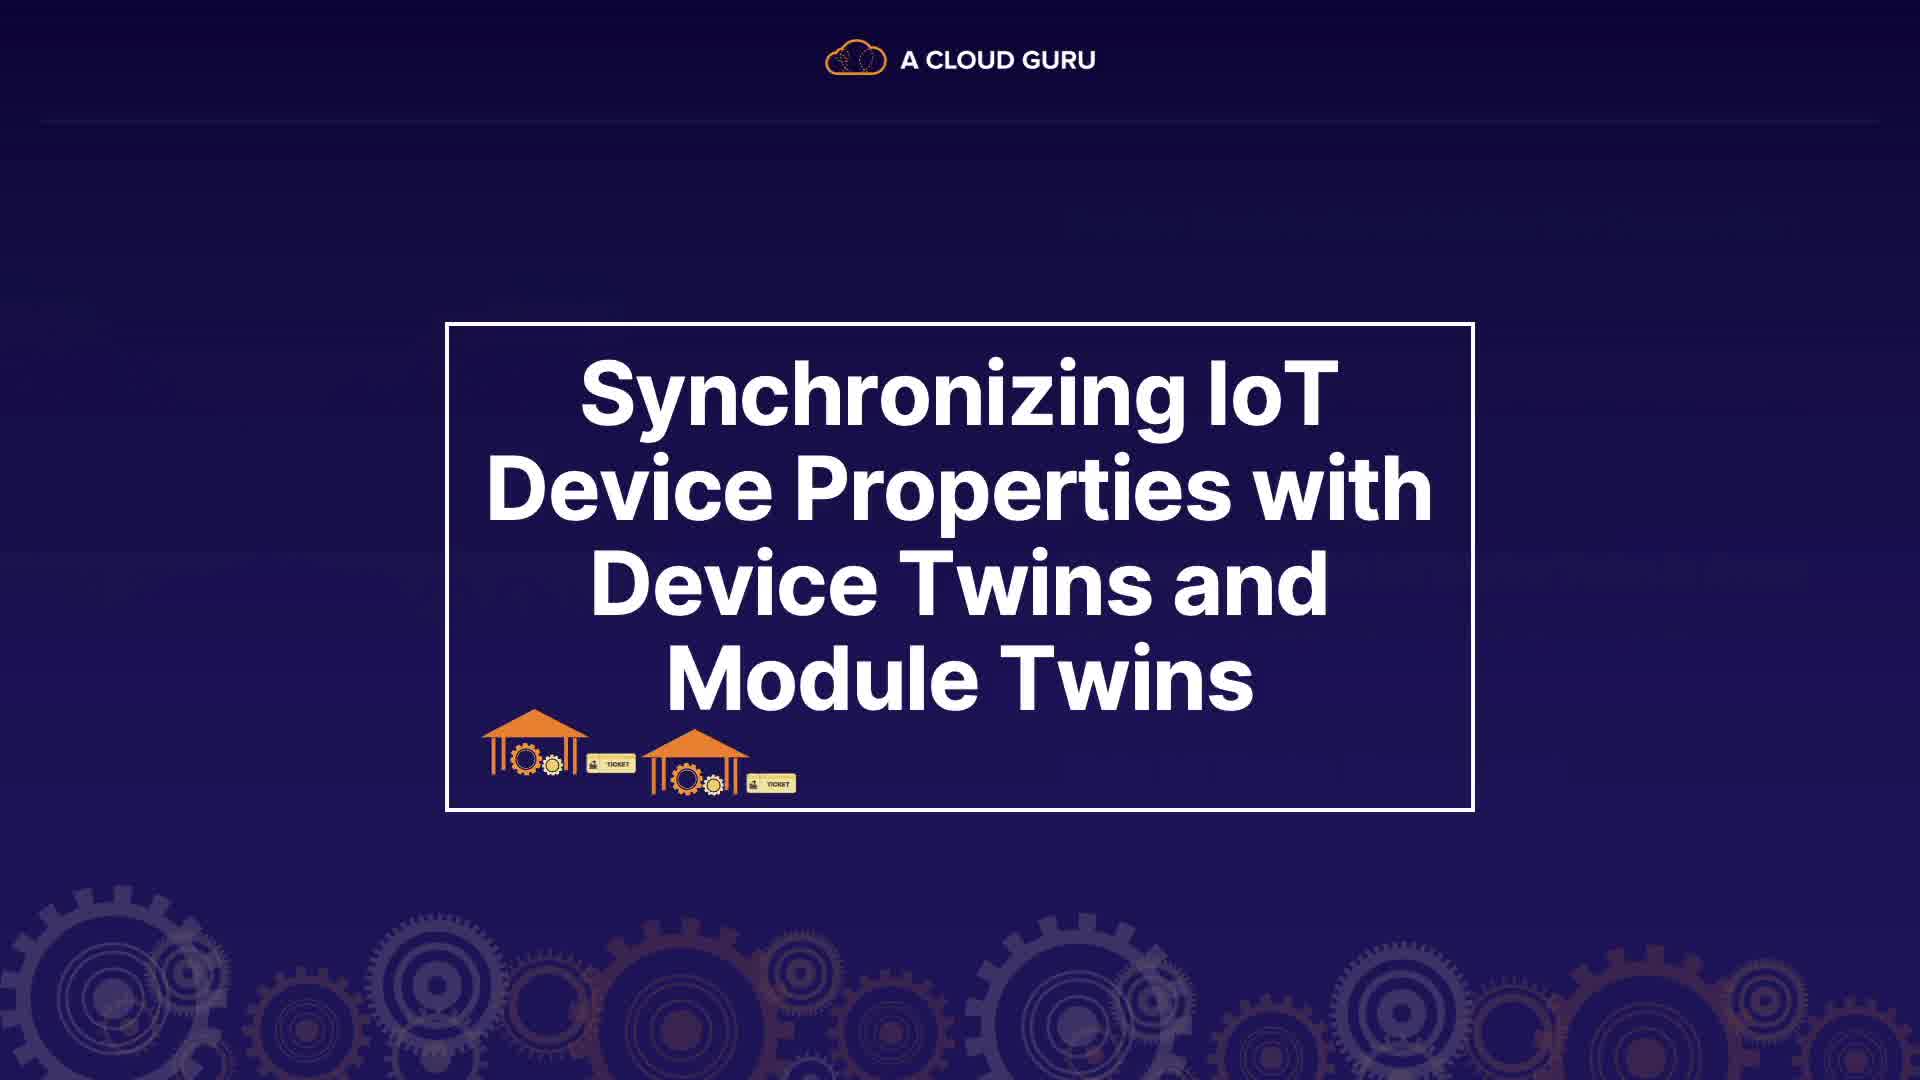 A CLOUD GURU
Synchronizing IoT
Device Properties with
Device Twins and
Module Twins
TICKET
TICKET